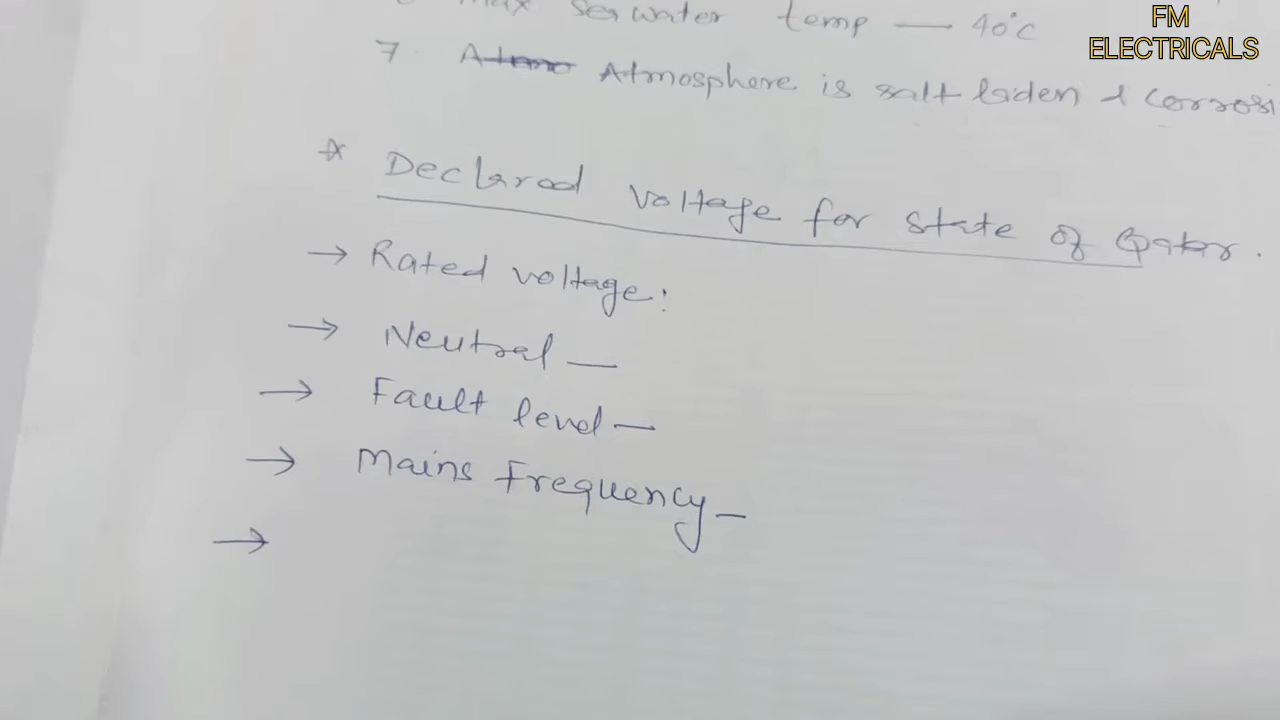 Max Sea water temp — 40°C
7. Atmosphere is salt laden & corrosi
* Declared voltage for state of Qatar.
→ Rated voltage:
→ Neutral —
→ Fault level —
→ Mains Frequency —
→
FM
ELECTRICALS